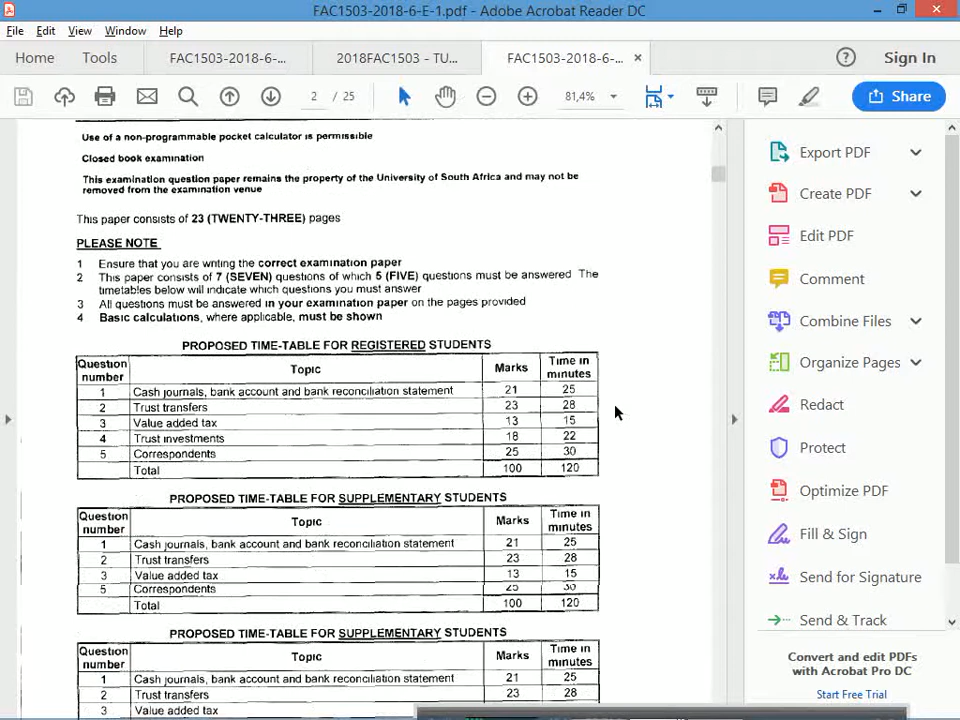 FAC1503-2018-6-E-1.pdf - Adobe Acrobat Reader DC
File Edit View Window Help
Home Tools FAC1503-2018-6-... 2018FAC1503 - TU... FAC1503-2018-6-... × Sign In
2 / 25 81,4% Share
Use of a non-programmable pocket calculator is permissible
Closed book examination
This examination question paper remains the property of the University of South Africa and may not be
removed from the examination venue
This paper consists of 23 (TWENTY-THREE) pages
PLEASE NOTE
1 Ensure that you are writing the correct examination paper
2 This paper consists of 7 (SEVEN) questions of which 5 (FIVE) questions must be answered The
timetables below will indicate which questions you must answer
3 All questions must be answered in your examination paper on the pages provided
4 Basic calculations, where applicable, must be shown
PROPOSED TIME-TABLE FOR REGISTERED STUDENTS
Question number Topic Marks Time in minutes
1 Cash journals, bank account and bank reconciliation statement 21 25
2 Trust transfers 23 28
3 Value added tax 13 15
4 Trust investments 18 22
5 Correspondents 25 30
Total 100 120
PROPOSED TIME-TABLE FOR SUPPLEMENTARY STUDENTS
Question number Topic Marks Time in minutes
1 Cash journals, bank account and bank reconciliation statement 21 25
2 Trust transfers 23 28
3 Value added tax 13 15
5 Correspondents 25 30
Total 100 120
PROPOSED TIME-TABLE FOR SUPPLEMENTARY STUDENTS
Question number Topic Marks Time in minutes
1 Cash journals, bank account and bank reconciliation statement 21 25
2 Trust transfers 23 28
3 Value added tax
Export PDF
Create PDF
Edit PDF
Comment
Combine Files
Organize Pages
Redact
Protect
Optimize PDF
Fill & Sign
Send for Signature
Send & Track
Convert and edit PDFs
with Acrobat Pro DC
Start Free Trial